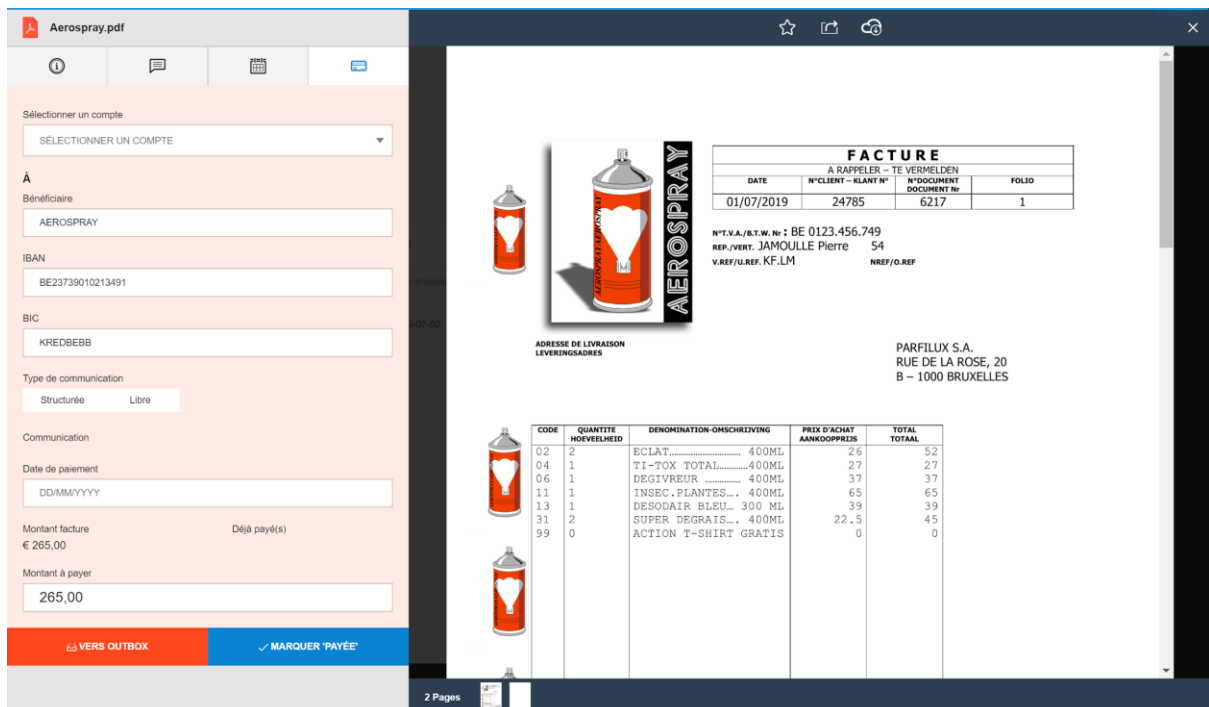 Aerospray.pdf
Sélectionner un compte
SÉLECTIONNER UN COMPTE
À
Bénéficiaire
AEROSPRAY
IBAN
BE23739010213491
BIC
KREDBEBB
Type de communication
Structurée Libre
Communication
Date de paiement
DD/MM/YYYY
Montant facture Déjà payé(s)
€ 265,00
Montant à payer
265,00
VERS OUTBOX
MARQUER 'PAYÉE'
9-07-02
AEROSPRAY
AEROSPRAY AEROSPRAY
FACTURE
A RAPPELER – TE VERMELDEN
DATE N°CLIENT – KLANT N° N°DOCUMENT DOCUMENT Nr FOLIO
01/07/2019 24785 6217 1
N°T.V.A./B.T.W. Nr : BE 0123.456.749
REP./VERT. JAMOULLE Pierre 54
V.REF/U.REF. KF.LM NREF/O.REF
ADRESSE DE LIVRAISON
LEVERINGSADRES
PARFILUX S.A.
RUE DE LA ROSE, 20
B – 1000 BRUXELLES
CODE QUANTITE DENOMINATION-OMSCHRIJVING PRIX D'ACHAT TOTAL
HOEVEELHEID AANKOOPPRIJS TOTAAL
02 2 ECLAT........................... 400ML 26 52
04 1 TI-TOX TOTAL............400ML 27 27
06 1 DEGIVREUR ............... 400ML 37 37
11 1 INSEC.PLANTES.... 400ML 65 65
13 1 DESODAIR BLEU... 300 ML 39 39
31 2 SUPER DEGRAIS.... 400ML 22.5 45
99 0 ACTION T-SHIRT GRATIS 0 0
2 Pages